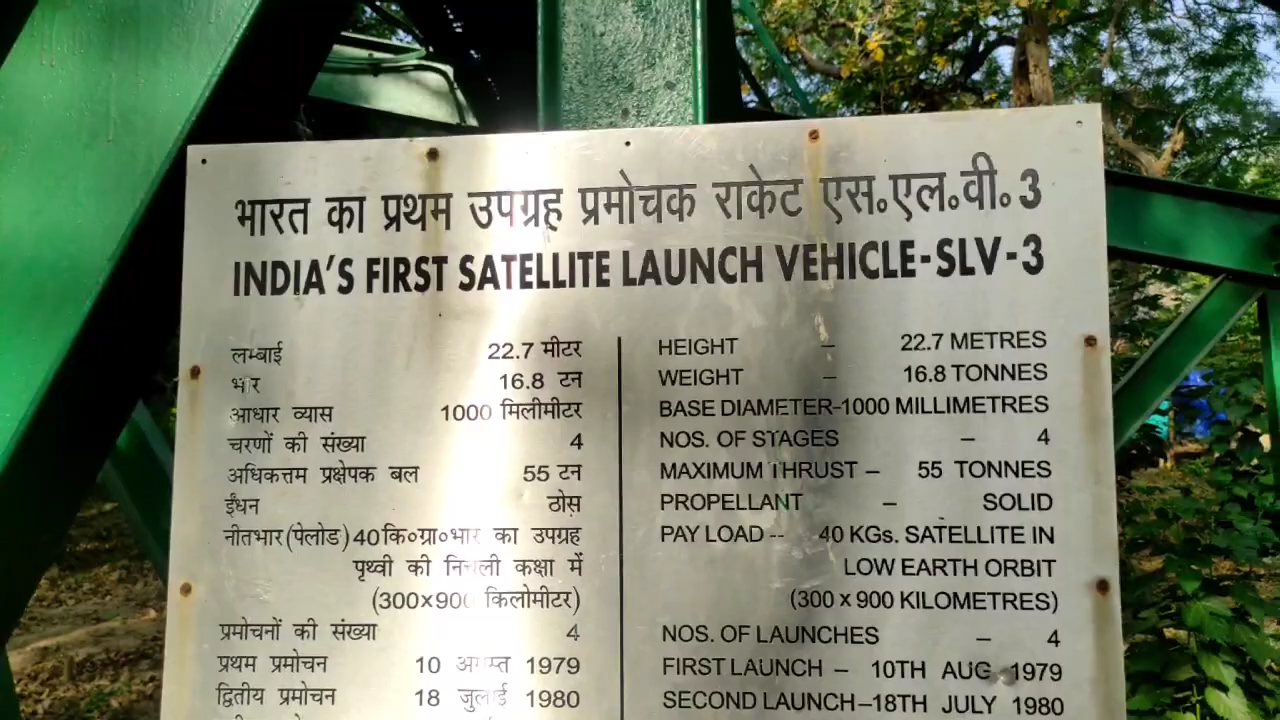 भारत का प्रथम उपग्रह प्रमोचक राकेट एस॰एल॰वी॰ 3
INDIA'S FIRST SATELLITE LAUNCH VEHICLE-SLV-3
लम्बाई 22.7 मीटर
भार 16.8 टन
आधार व्यास 1000 मिलीमीटर
चरणों की संख्या 4
अधिकत्तम प्रक्षेपक बल 55 टन
ईंधन ठोस
नीतभार(पेलोड) 40कि॰ग्रा॰भार का उपग्रह
पृथ्वी की निचली कक्षा में
(300x900 किलोमीटर)
प्रमोचनों की संख्या 4
प्रथम प्रमोचन 10 अगस्त 1979
द्वितीय प्रमोचन 18 जुलाई 1980
HEIGHT – 22.7 METRES
WEIGHT – 16.8 TONNES
BASE DIAMETER-1000 MILLIMETRES
NOS. OF STAGES – 4
MAXIMUM THRUST – 55 TONNES
PROPELLANT – SOLID
PAY LOAD -- 40 KGs. SATELLITE IN
LOW EARTH ORBIT
(300 x 900 KILOMETRES)
NOS. OF LAUNCHES – 4
FIRST LAUNCH – 10TH AUG 1979
SECOND LAUNCH–18TH JULY 1980